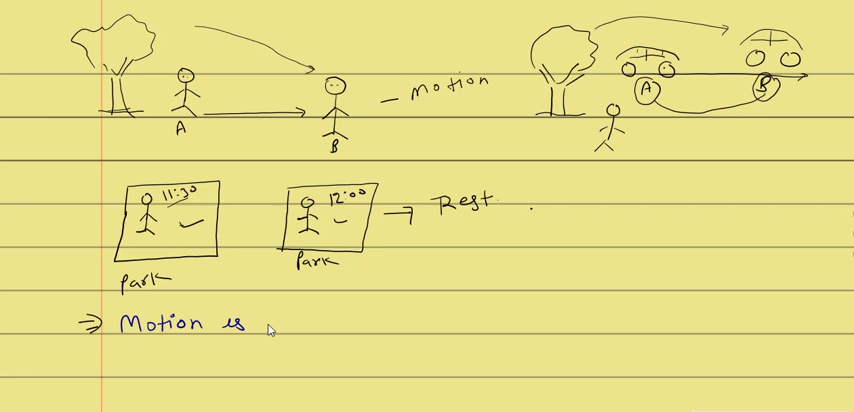 - Motion
A
B
A
B
11:30
12:00
→ Rest.
Park
Park
⇒ Motion is